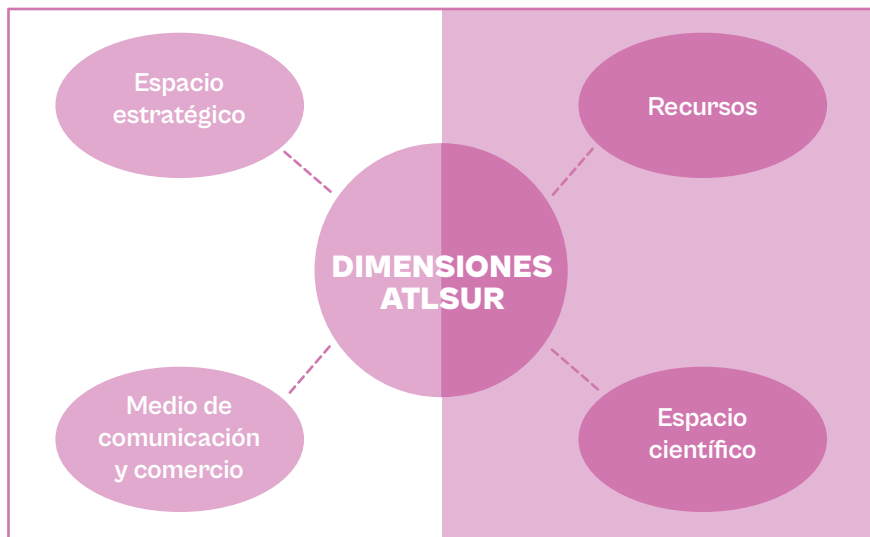 Espacio
estratégico
Recursos
DIMENSIONES
ATLSUR
Medio de
comunicación
y comercio
Espacio
científico